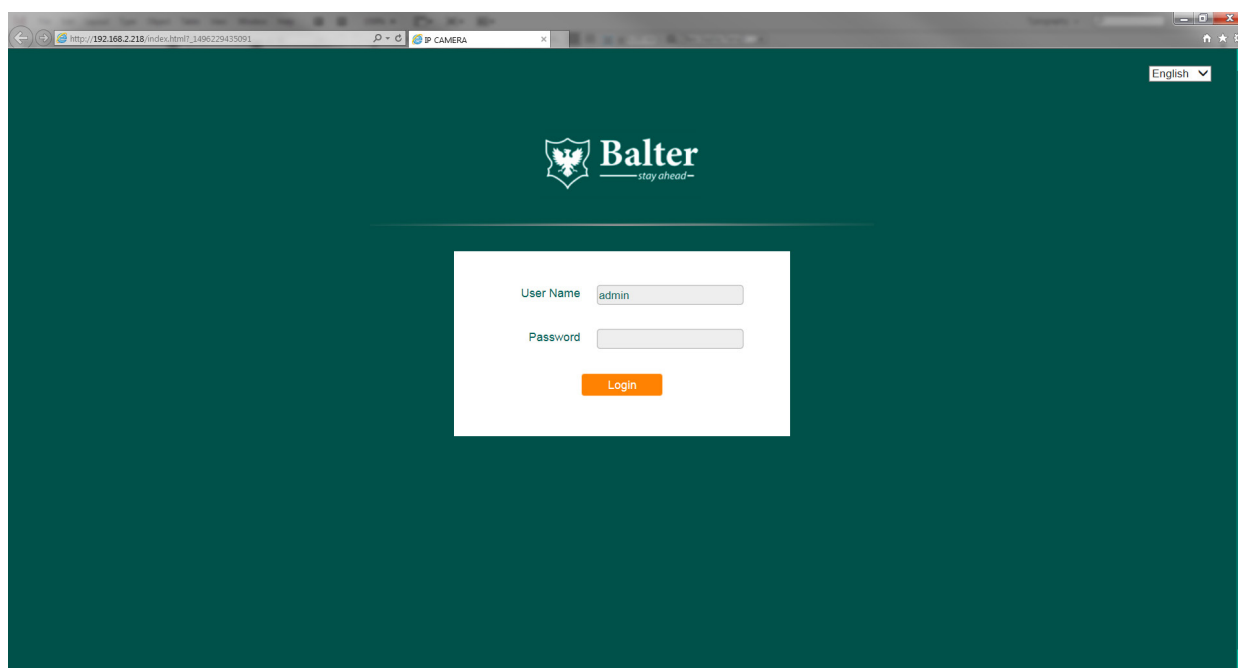 http://192.168.2.218/index.html?_1496229435091
IP CAMERA
English
Balter
stay ahead
User Name
admin
Password
Login